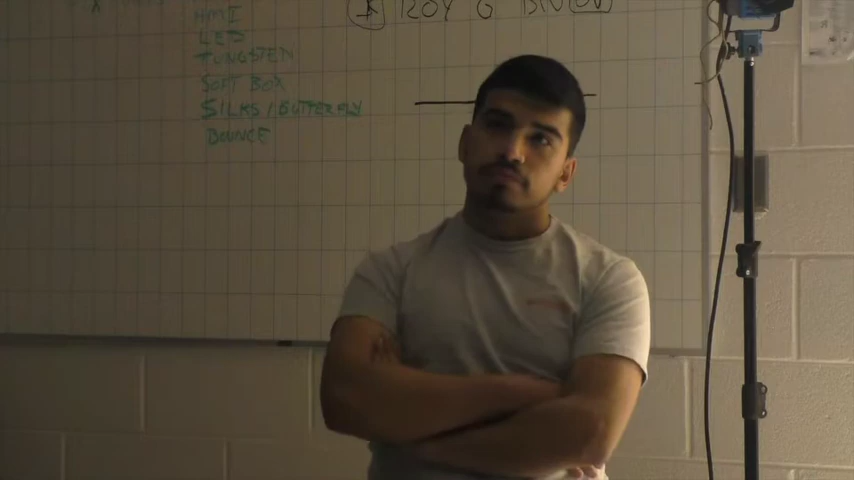 HMI
LED
TUNGSTEN
SOFT BOX
SILKS / BUTTERFLY
BOUNCE
ROY G BIV